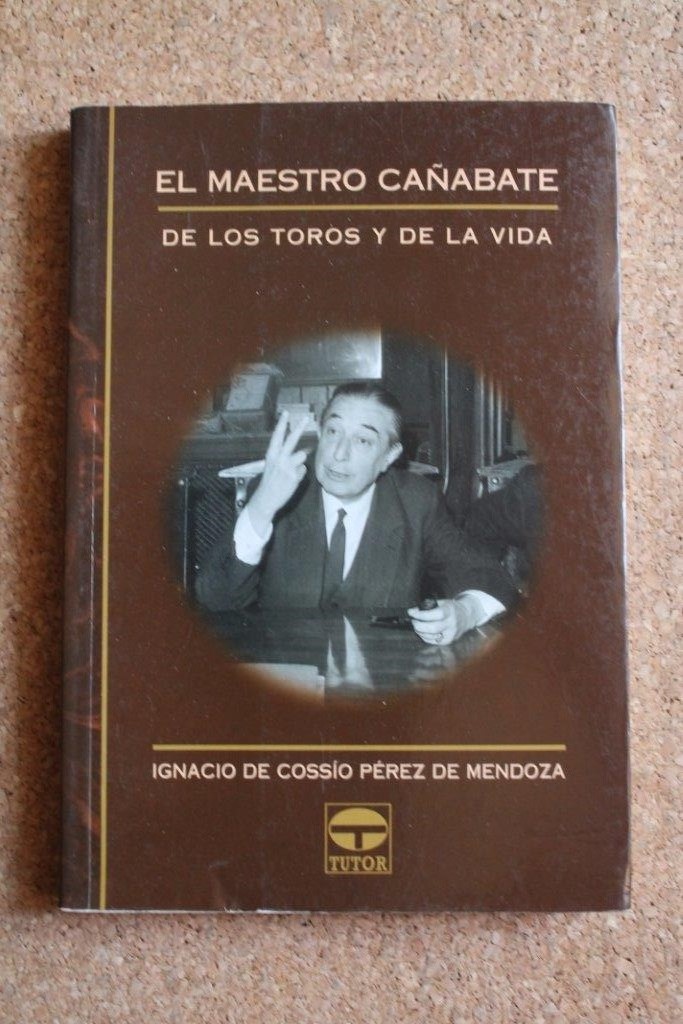 EL MAESTRO CAÑABATE
DE LOS TOROS Y DE LA VIDA
IGNACIO DE COSSÍO PÉREZ DE MENDOZA
TUTOR